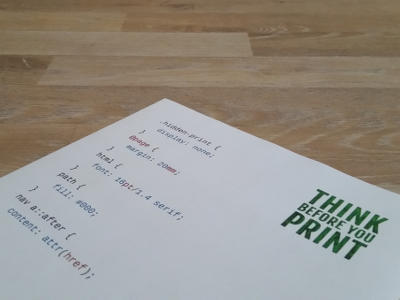 .hidden-print {
display: none;
}
@page {
margin: 20mm;
}
html {
font: 16pt/1.4 serif;
}
path {
fill: #000;
}
nav a::after {
content: attr(href);
THINK
BEFORE YOU
PRINT